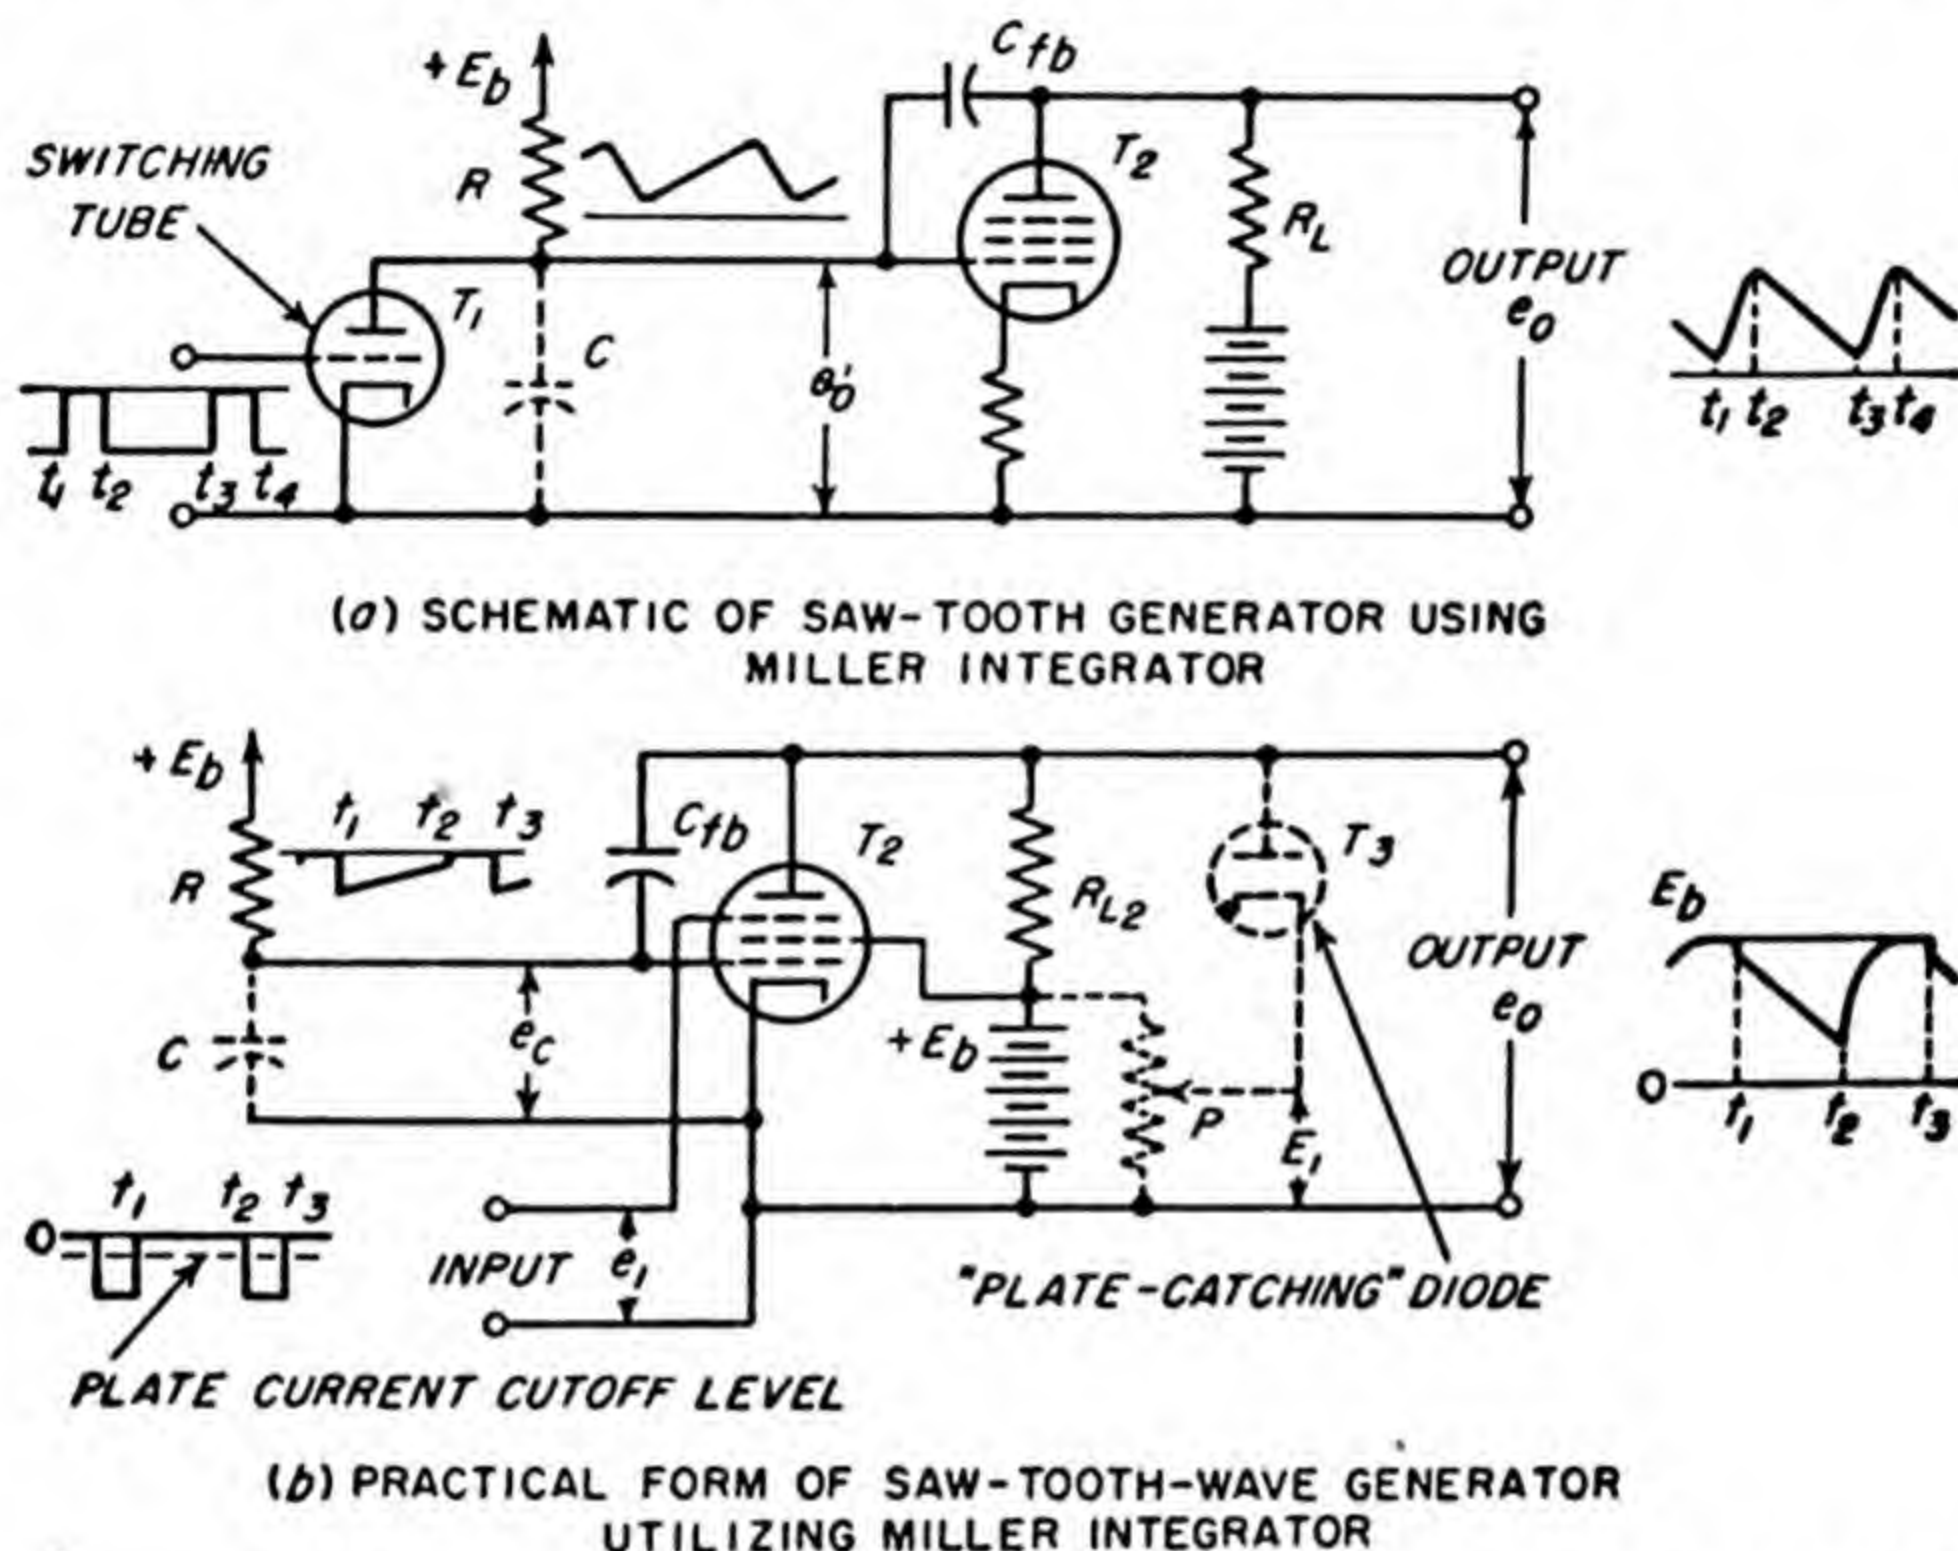 + Eb
Cfb
SWITCHING
TUBE
R
T2
RL
T1
C
e'0
OUTPUT
e0
t1 t2 t3 t4
t1 t2 t3 t4
(a) SCHEMATIC OF SAW-TOOTH GENERATOR USING
MILLER INTEGRATOR
+ Eb
t1 t2 t3
R
Cfb
T2
RL2
T3
Eb
OUTPUT
e0
C
ec
+ Eb
P
E1
0
t1 t2 t3
t1 t2 t3
0
INPUT
e1
"PLATE-CATCHING" DIODE
PLATE CURRENT CUTOFF LEVEL
(b) PRACTICAL FORM OF SAW-TOOTH-WAVE GENERATOR
UTILIZING MILLER INTEGRATOR